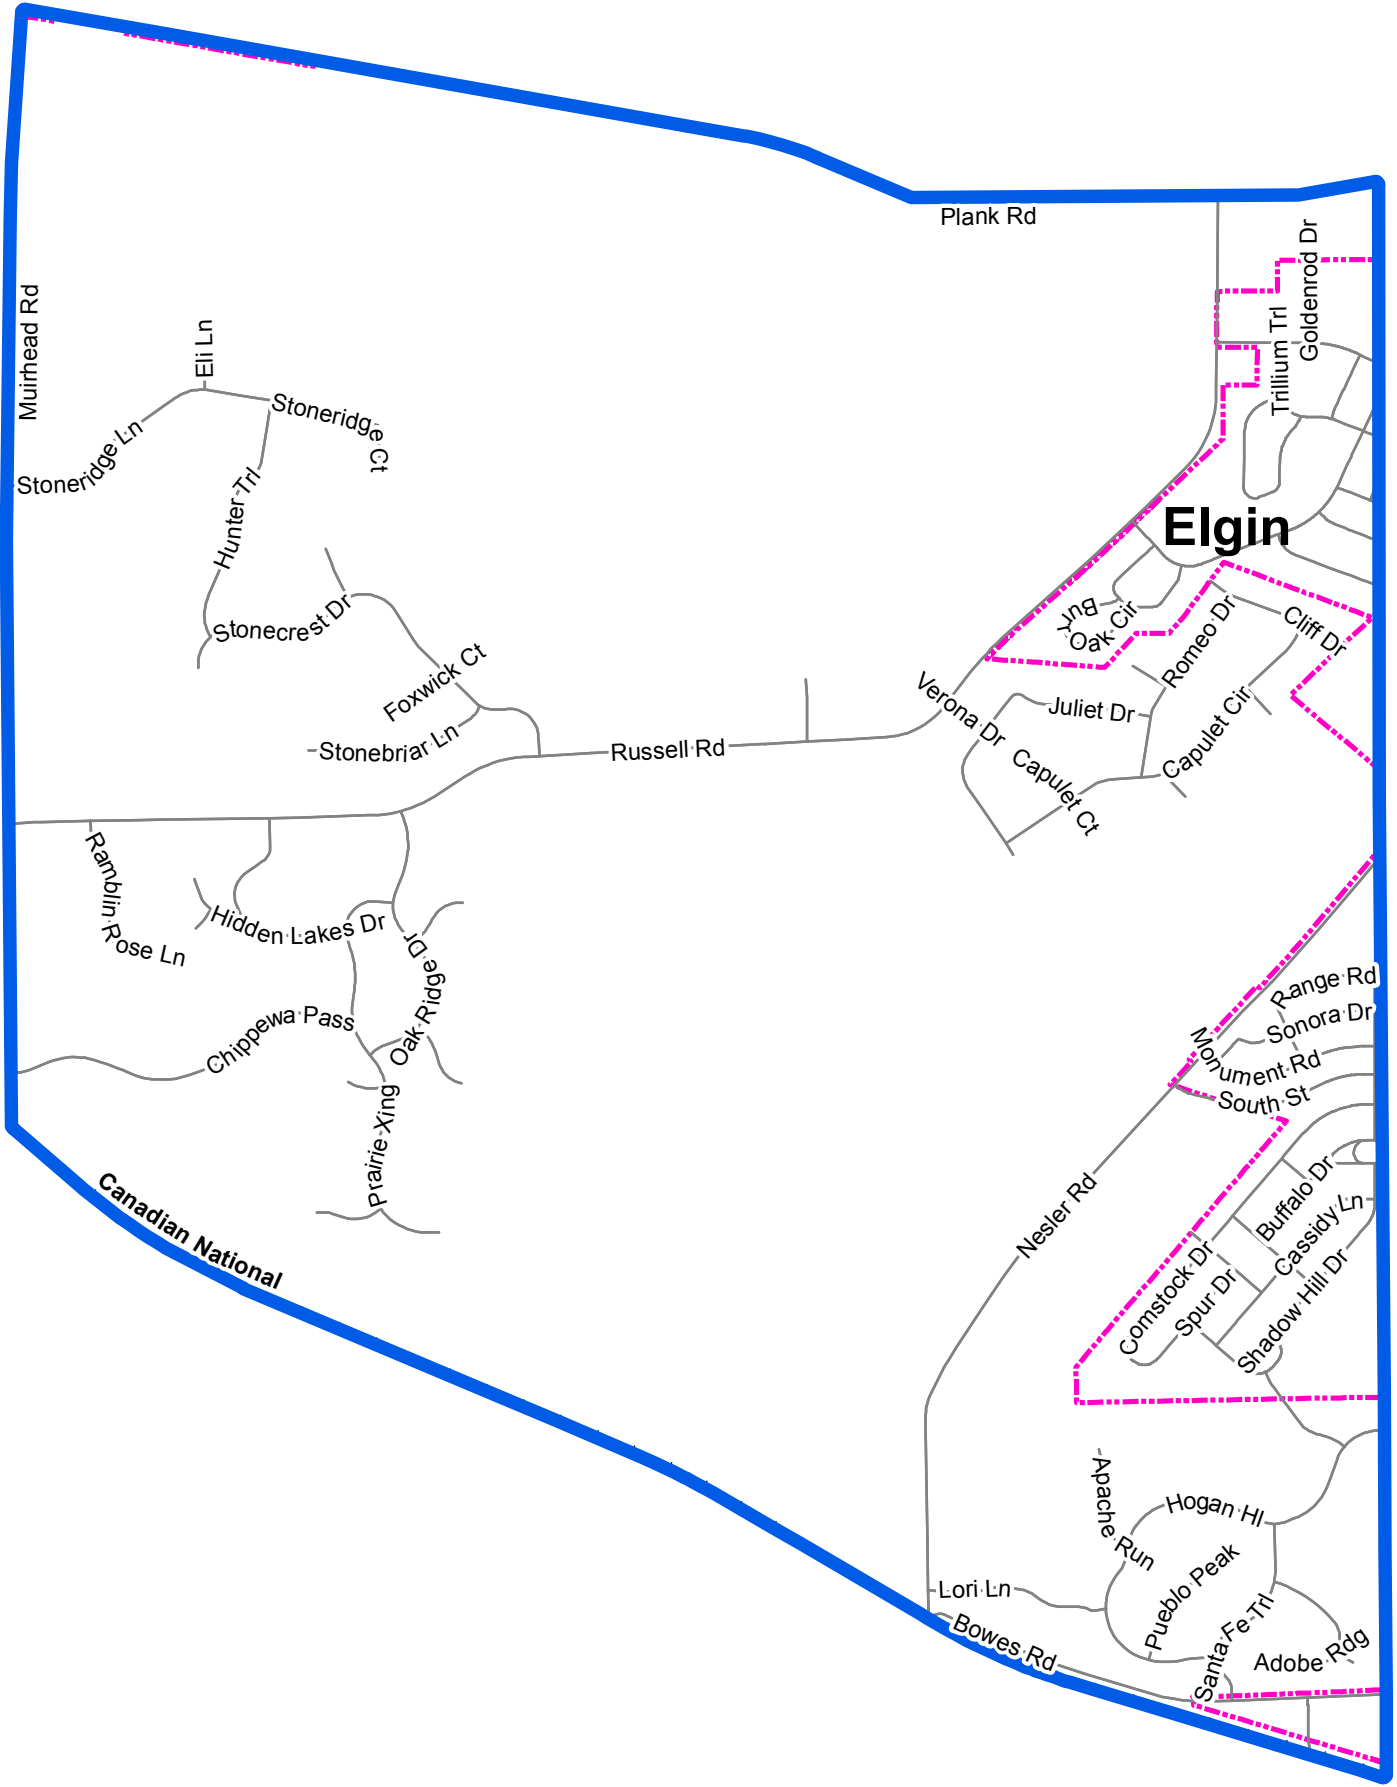 Plank Rd
Goldenrod Dr
Trillium Trl
Muirhead Rd
Eli Ln
Stoneridge Ct
Stoneridge Ln
Hunter Trl
Elgin
Stonecrest Dr
Burr Oak Cir
Romeo Dr
Cliff Dr
Foxwick Ct
Verona Dr
Juliet Dr
Capulet Cir
Stonebriar Ln
Russell Rd
Capulet Ct
Ramblin Rose Ln
Hidden Lakes Dr
Oak Ridge Dr
Range Rd
Sonora Dr
Chippewa Pass
Monument Rd
South St
Prairie Xing
Canadian National
Nesler Rd
Buffalo Dr
Cassidy Ln
Comstock Dr
Spur Dr
Shadow Hill Dr
Apache Run
Hogan Hl
Pueblo Peak
Lori Ln
Santa Fe Trl
Bowes Rd
Adobe Rdg